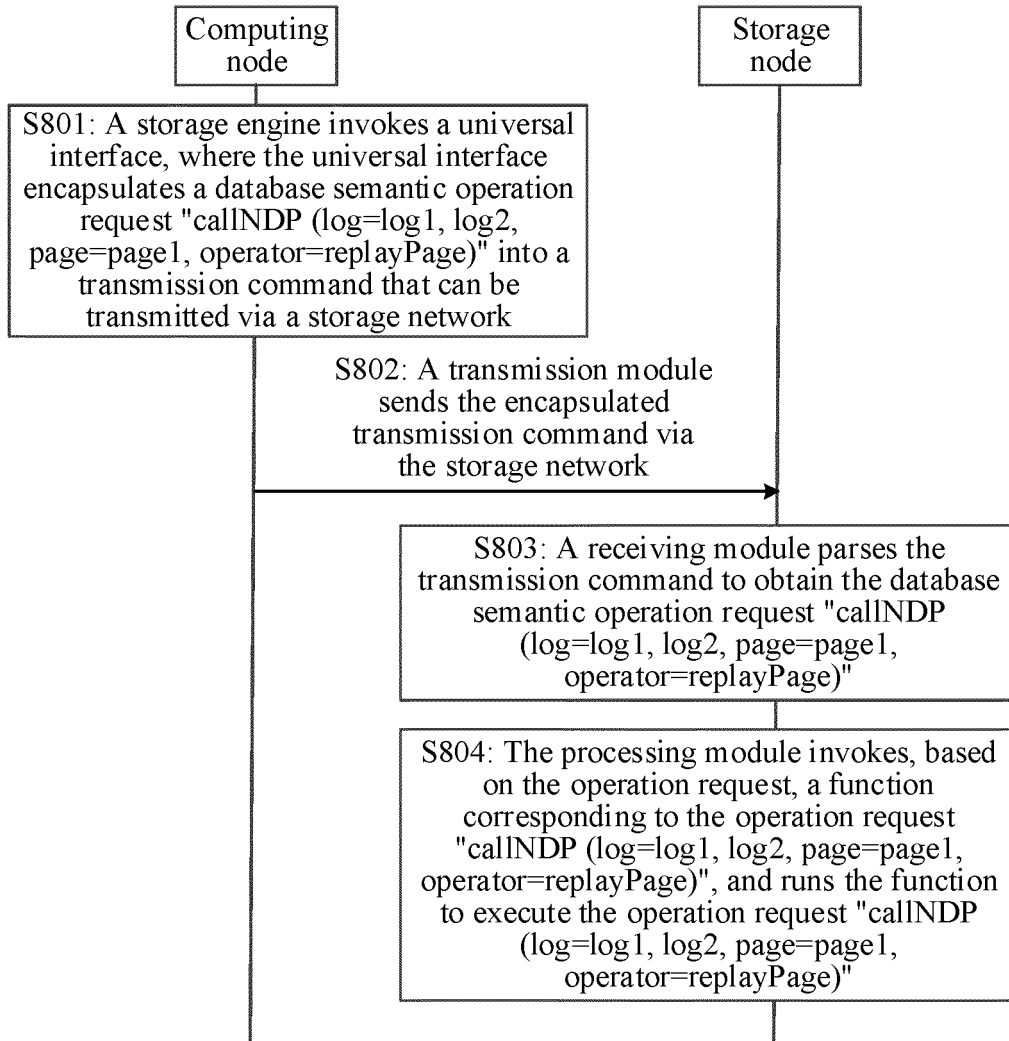 Computing
node
Storage
node
S801: A storage engine invokes a universal
interface, where the universal interface
encapsulates a database semantic operation
request "callNDP (log=log1, log2,
page=page1, operator=replayPage)" into a
transmission command that can be
transmitted via a storage network
S802: A transmission module
sends the encapsulated
transmission command via
the storage network
S803: A receiving module parses the
transmission command to obtain the database
semantic operation request "callNDP
(log=log1, log2, page=page1,
operator=replayPage)"
S804: The processing module invokes, based
on the operation request, a function
corresponding to the operation request
"callNDP (log=log1, log2, page=page1,
operator=replayPage)", and runs the function
to execute the operation request "callNDP
(log=log1, log2, page=page1,
operator=replayPage)"